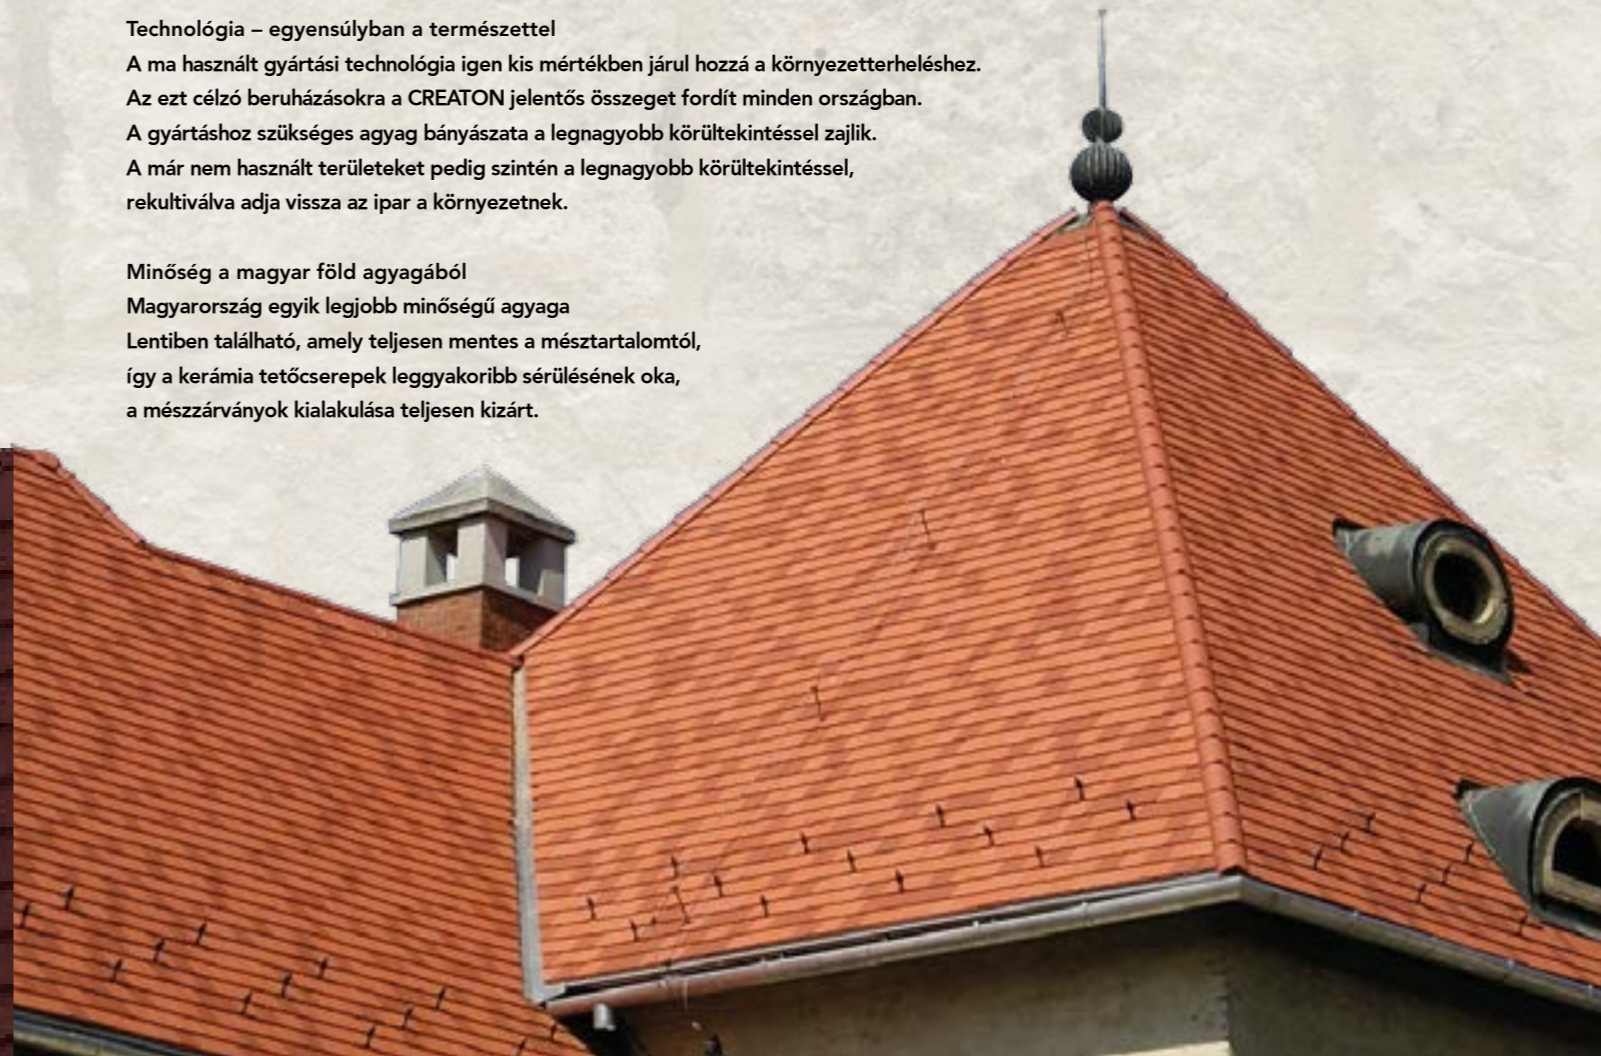 Technológia – egyensúlyban a természettel
A ma használt gyártási technológia igen kis mértékben járul hozzá a környezetterheléshez.
Az ezt célzó beruházásokra a CREATON jelentős összeget fordít minden országban.
A gyártáshoz szükséges agyag bányászata a legnagyobb körültekintéssel zajlik.
A már nem használt területeket pedig szintén a legnagyobb körültekintéssel,
rekultiválva adja vissza az ipar a környezetnek.
Minőség a magyar föld agyagából
Magyarország egyik legjobb minőségű agyaga
Lentiben található, amely teljesen mentes a mésztartalomtól,
így a kerámia tetőcserepek leggyakoribb sérülésének oka,
a mészzárványok kialakulása teljesen kizárt.